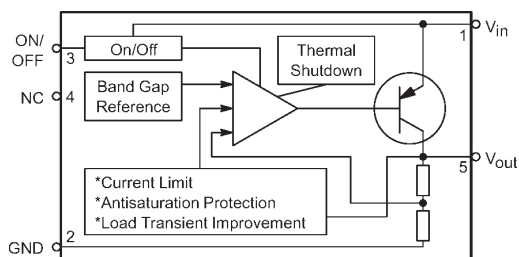 ON/
OFF
3
On/Off
1
Vin
Thermal
Shutdown
NC
4
Band Gap
Reference
5
Vout
*Current Limit
*Antisaturation Protection
*Load Transient Improvement
GND
2